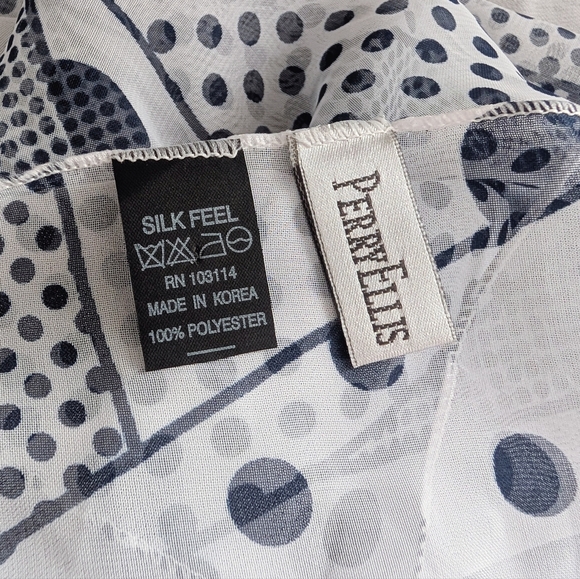 SILK FEEL
RN 103114
MADE IN KOREA
100% POLYESTER
PERRY ELLIS